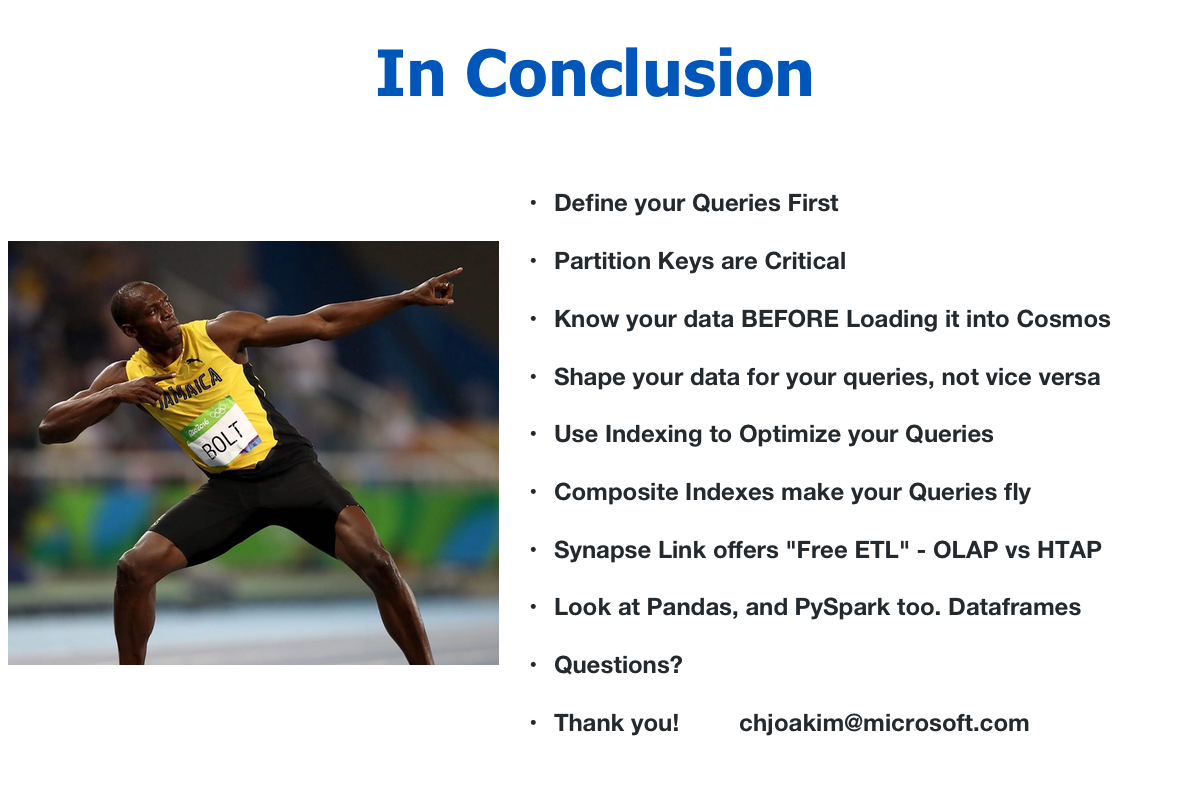 In Conclusion
• Define your Queries First
• Partition Keys are Critical
• Know your data BEFORE Loading it into Cosmos
• Shape your data for your queries, not vice versa
• Use Indexing to Optimize your Queries
• Composite Indexes make your Queries fly
• Synapse Link offers "Free ETL" - OLAP vs HTAP
• Look at Pandas, and PySpark too. Dataframes
• Questions?
• Thank you! chjoakim@microsoft.com
JAMAICA
Rio2016
BOLT